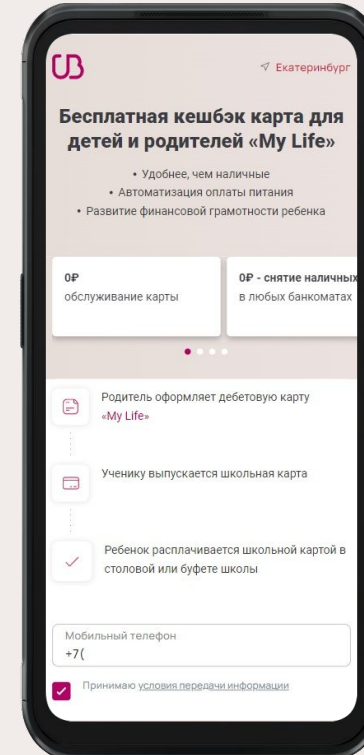 UB
Екатеринбург
Бесплатная кешбэк карта для
детей и родителей «My Life»
• Удобнее, чем наличные
• Автоматизация оплаты питания
• Развитие финансовой грамотности ребенка
0₽
обслуживание карты
0₽ - снятие наличных
в любых банкоматах
Родитель оформляет дебетовую карту
«My Life»
Ученику выпускается школьная карта
Ребенок расплачивается школьной картой в
столовой или буфете школы
Мобильный телефон
+7(
Принимаю условия передачи информации